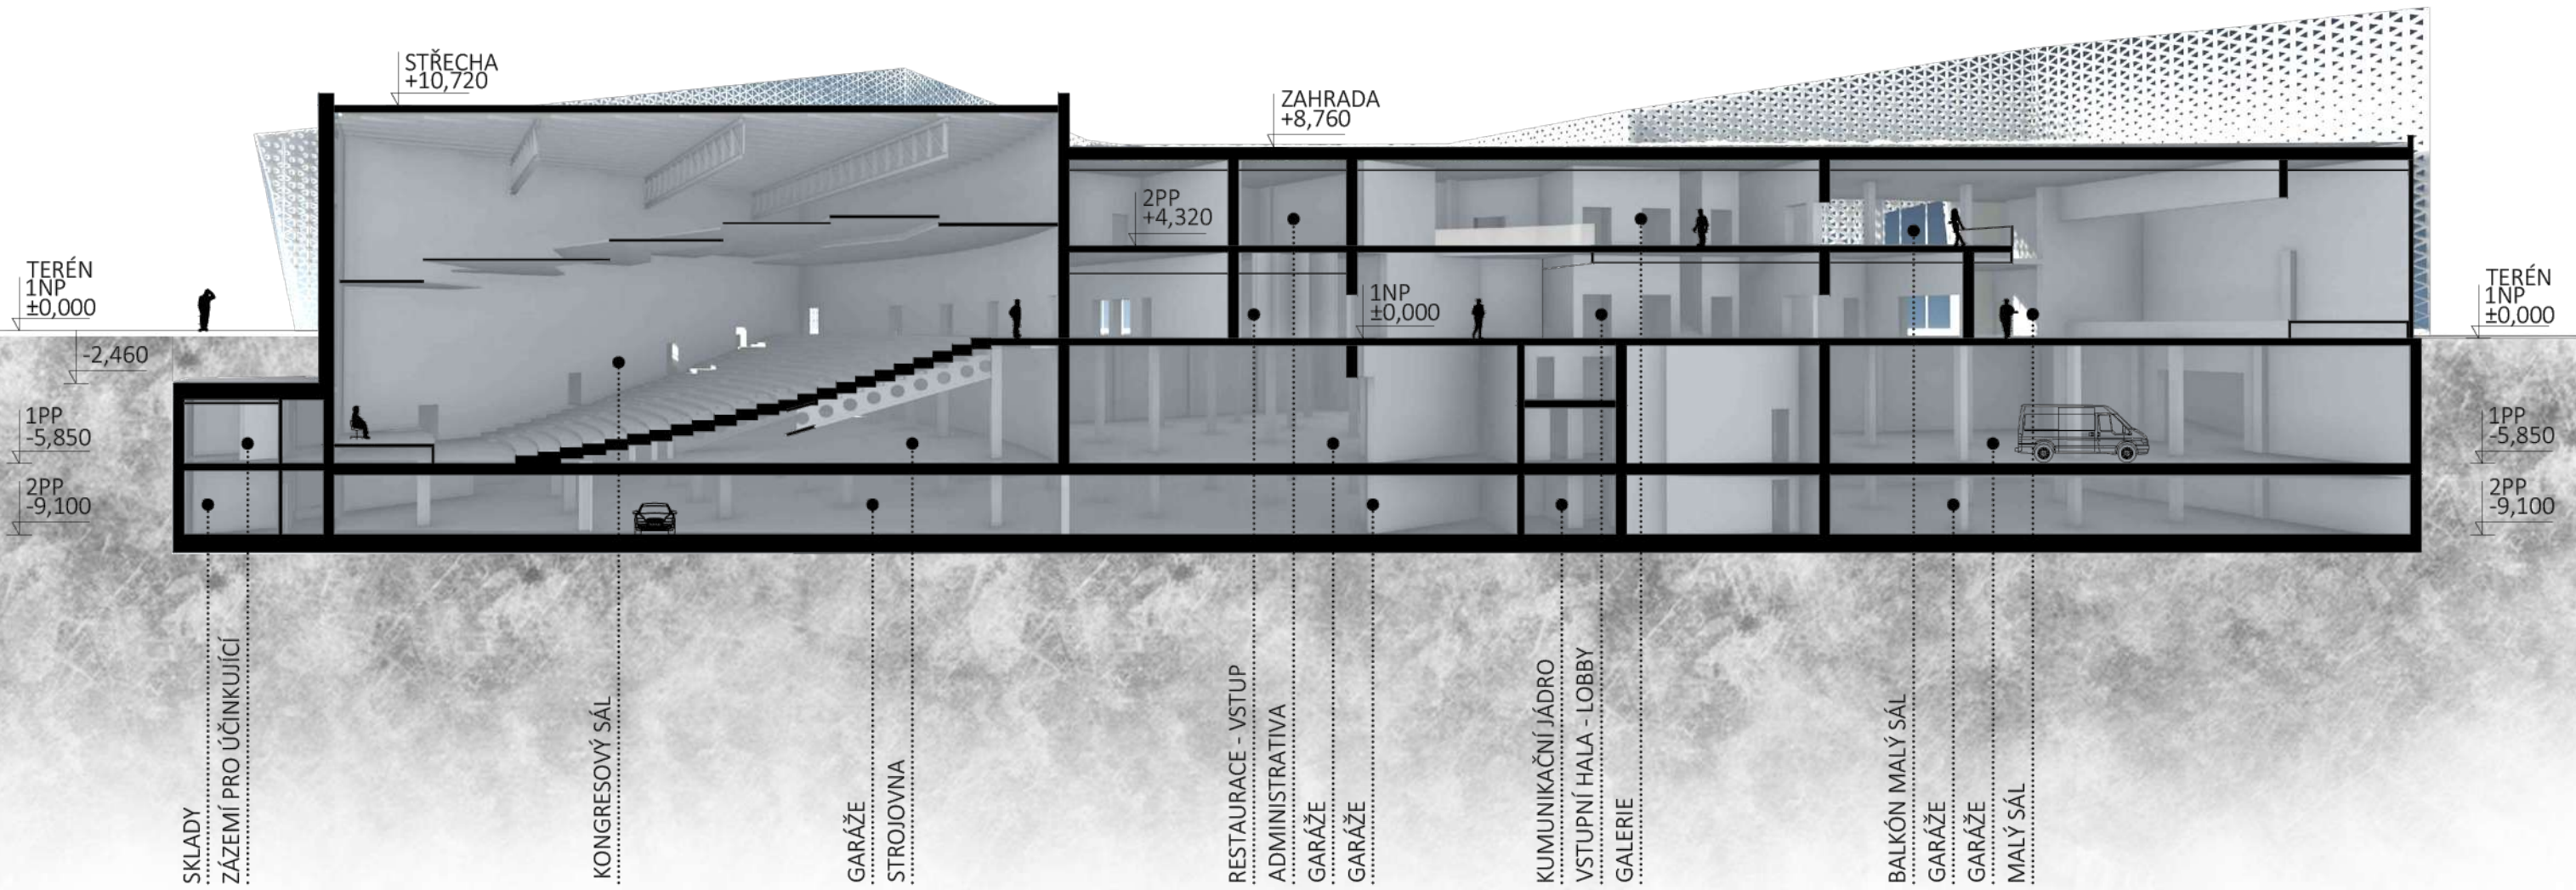 STŘECHA
+10,720
ZAHRADA
+8,760
2PP
+4,320
TERÉN
1NP
±0,000
1NP
±0,000
TERÉN
1NP
±0,000
-2,460
1PP
-5,850
1PP
-5,850
2PP
-9,100
2PP
-9,100
SKLADY
ZÁZEMÍ PRO ÚČINKUJÍCÍ
KONGRESOVÝ SÁL
GARÁŽE
STROJOVNA
RESTAURACE - VSTUP
ADMINISTRATIVA
GARÁŽE
GARÁŽE
KUMUNIKAČNÍ JÁDRO
VSTUPNÍ HALA - LOBBY
GALERIE
BALKÓN MALÝ SÁL
GARÁŽE
GARÁŽE
MALÝ SÁL